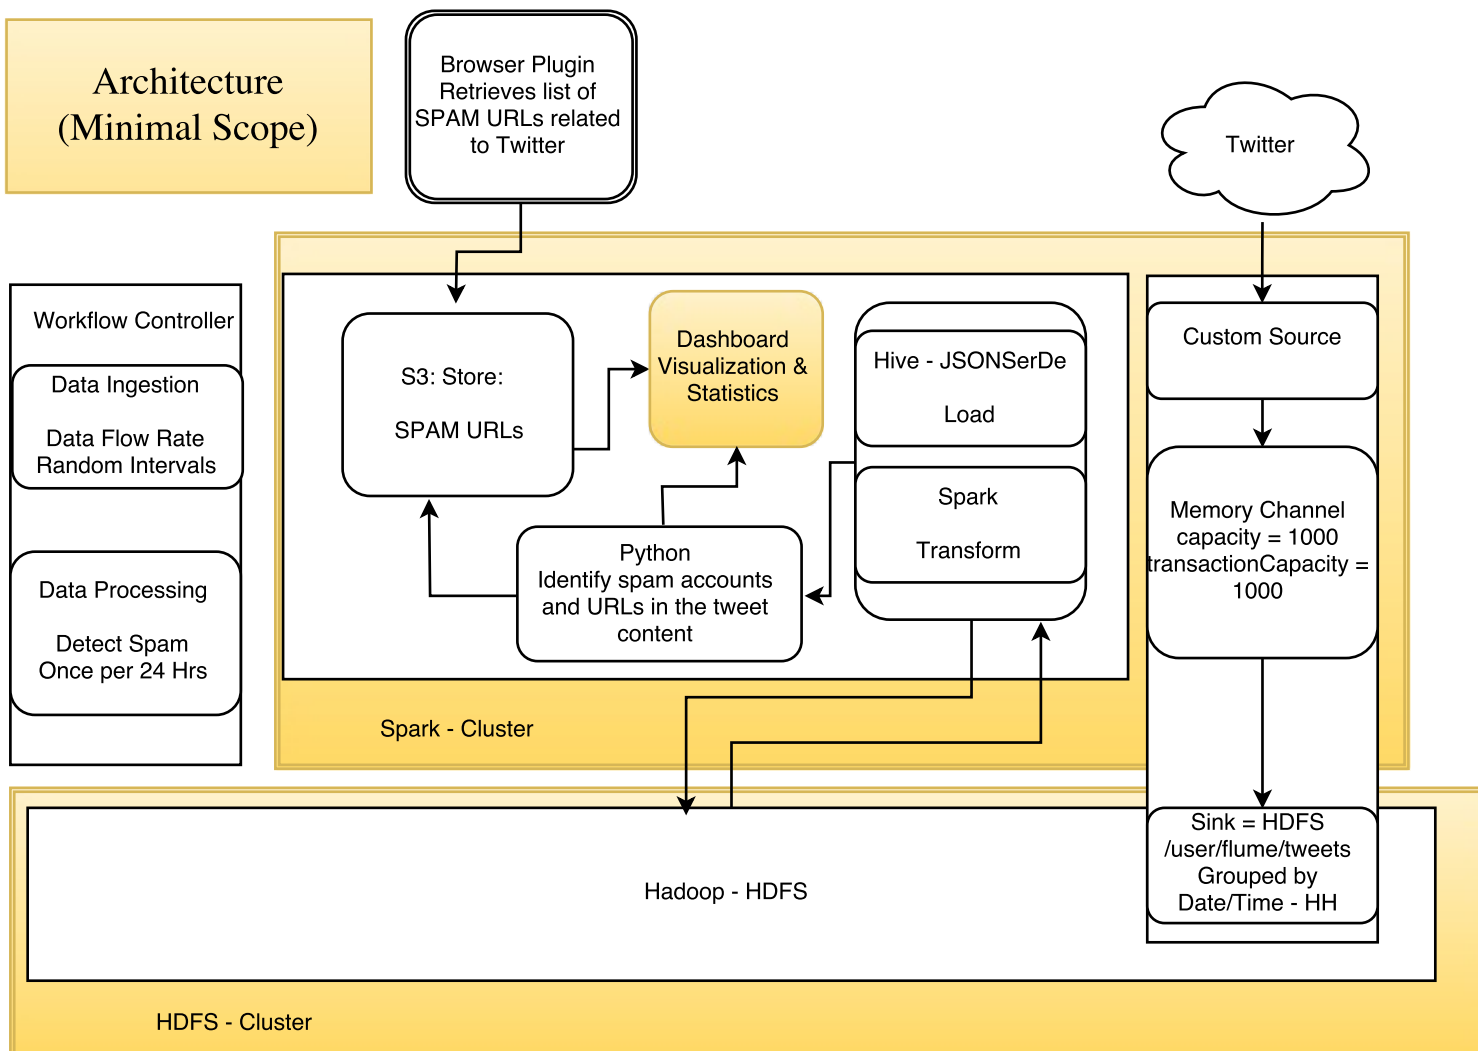 Architecture
(Minimal Scope)
Browser Plugin
Retrieves list of
SPAM URLs related
to Twitter
Twitter
Workflow Controller
Data Ingestion
Data Flow Rate
Random Intervals
Data Processing
Detect Spam
Once per 24 Hrs
S3: Store:
SPAM URLs
Dashboard
Visualization &
Statistics
Hive - JSONSerDe
Load
Spark
Transform
Python
Identify spam accounts
and URLs in the tweet
content
Spark - Cluster
Custom Source
Memory Channel
capacity = 1000
transactionCapacity =
1000
Sink = HDFS
/user/flume/tweets
Grouped by
Date/Time - HH
Hadoop - HDFS
HDFS - Cluster